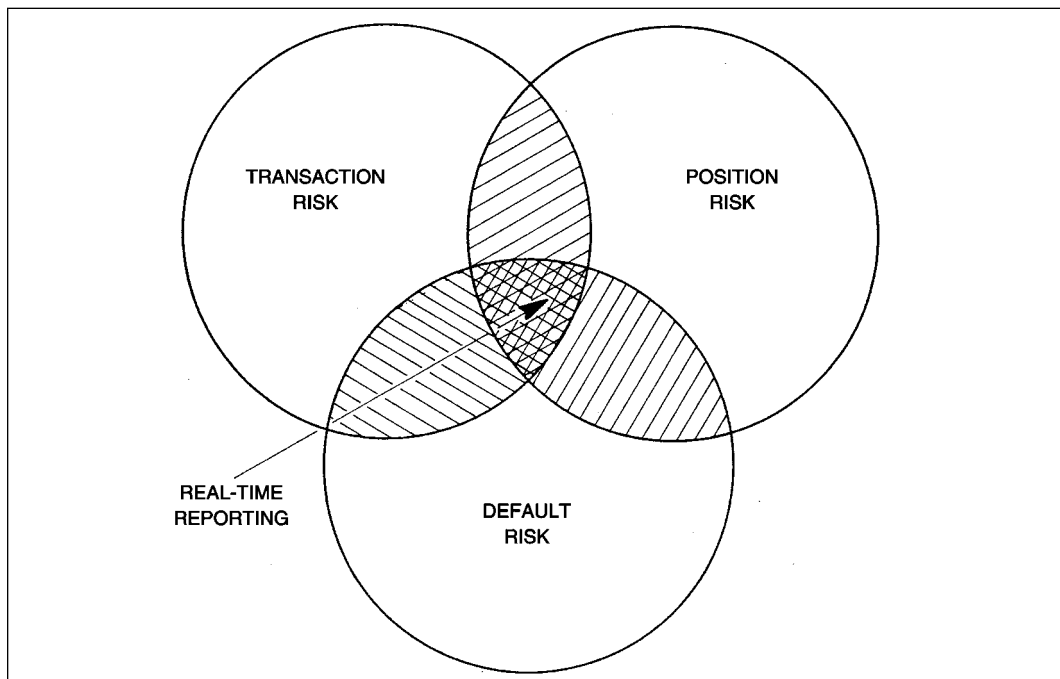 TRANSACTION
RISK
POSITION
RISK
REAL-TIME
REPORTING
DEFAULT
RISK